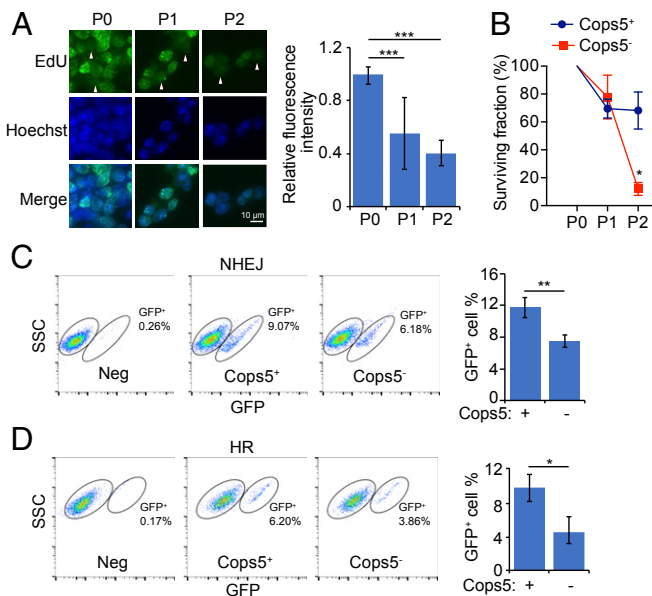 A
P0 P1 P2
EdU
Hoechst
Merge
10 µm
Relative fluorescence
intensity
1.2
0.8
0.4
0
***
***
P0 P1 P2
B
Cops5⁺
Cops5⁻
Surviving fraction (%)
100
80
60
40
20
0
*
P0 P1 P2
C
NHEJ
SSC
GFP⁺
0.26%
Neg
GFP⁺
9.07%
Cops5⁺
GFP⁺
6.18%
Cops5⁻
GFP
GFP⁺ cell %
16
12
8
4
0
**
Cops5: + -
D
HR
SSC
GFP⁺
0.17%
Neg
GFP⁺
6.20%
Cops5⁺
GFP⁺
3.86%
Cops5⁻
GFP
GFP⁺ cell %
12
8
4
0
*
Cops5: + -